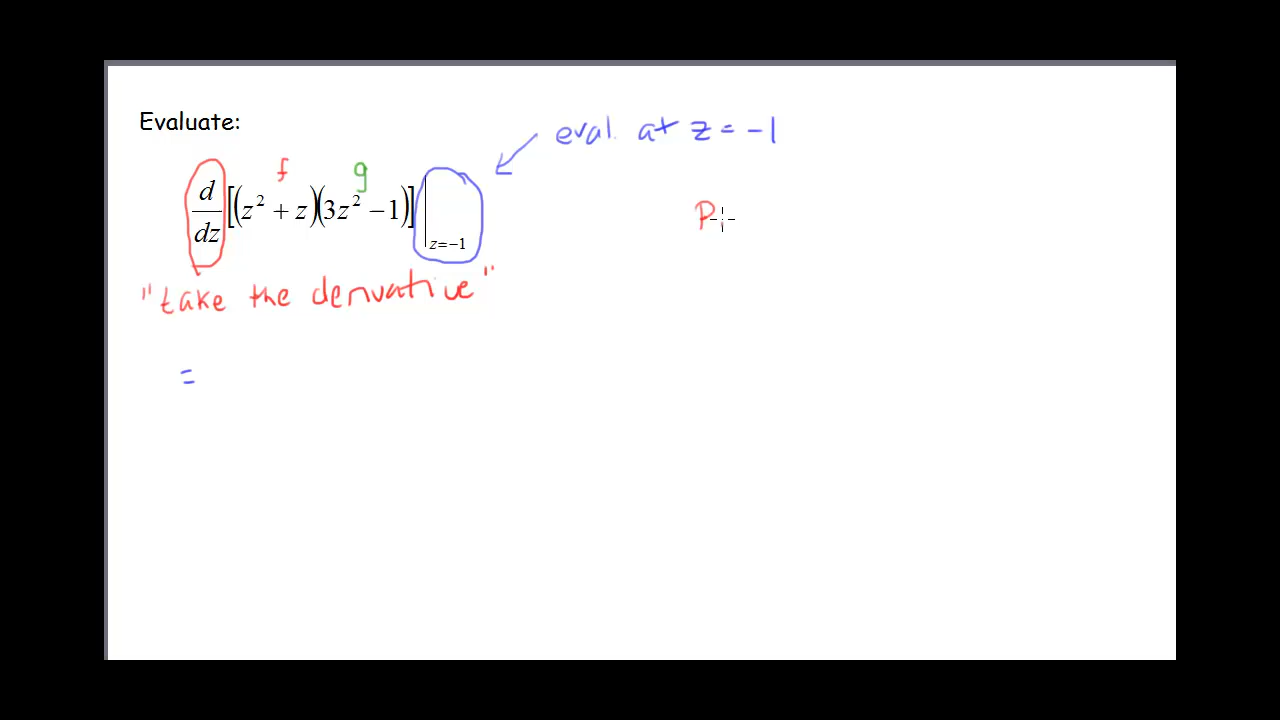 Evaluate:
eval. at z = -1
f g
d/dz [(z² + z)(3z² − 1)] |z=−1
P
"take the derivative"
=